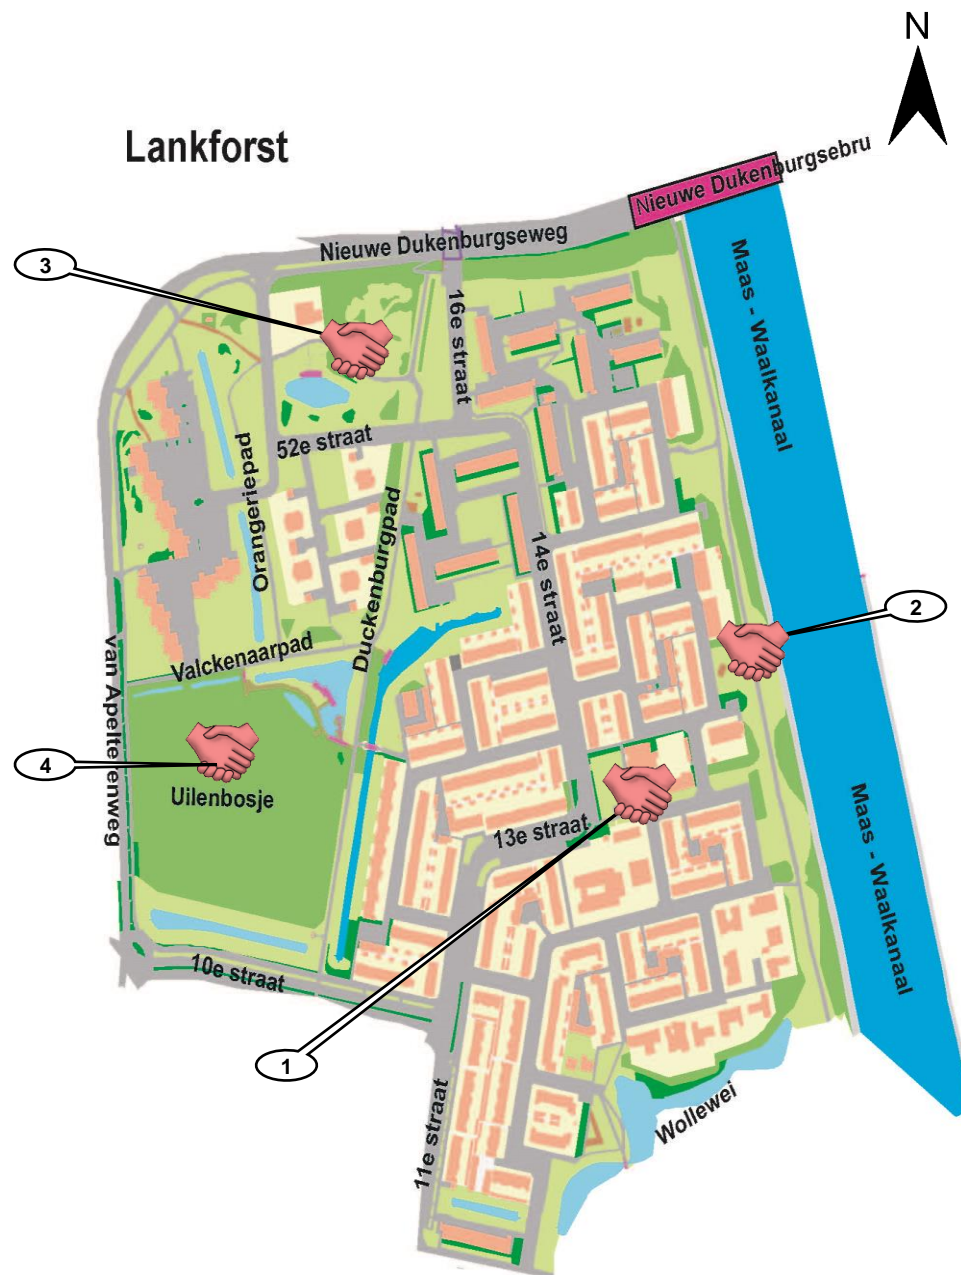 N
Lankforst
Nieuwe Dukenburgsebru
Nieuwe Dukenburgseweg
Maas - Waalkanaal
3
16e straat
52e straat
Orangeriepad
Duckenburgpad
14e straat
2
Valckenaarpad
van Apelterenweg
4
Uilenbosje
13e straat
Maas - Waalkanaal
10e straat
1
11e straat
Wollewei